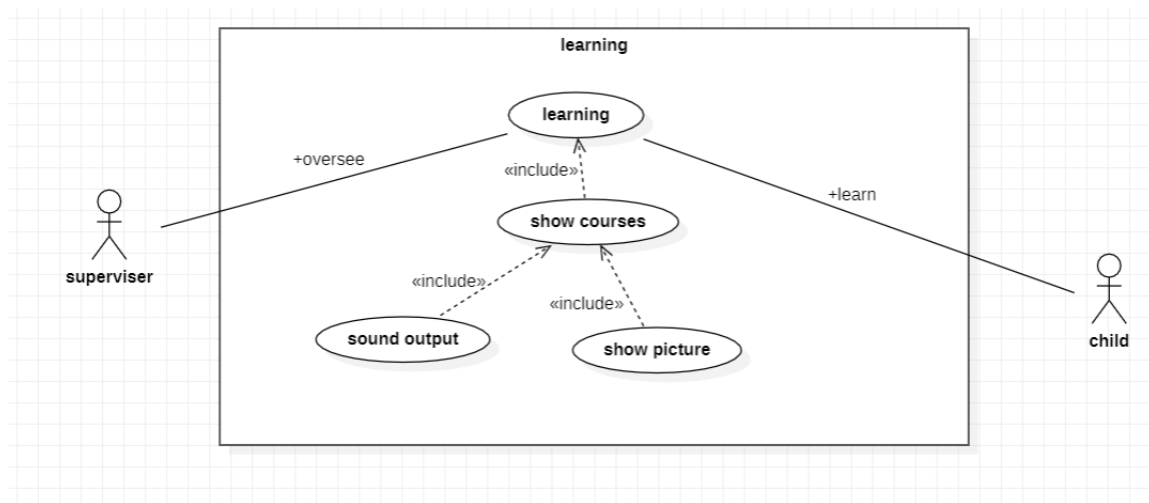 learning
learning
+oversee
«include»
+learn
show courses
superviser
«include»
«include»
sound output
show picture
child